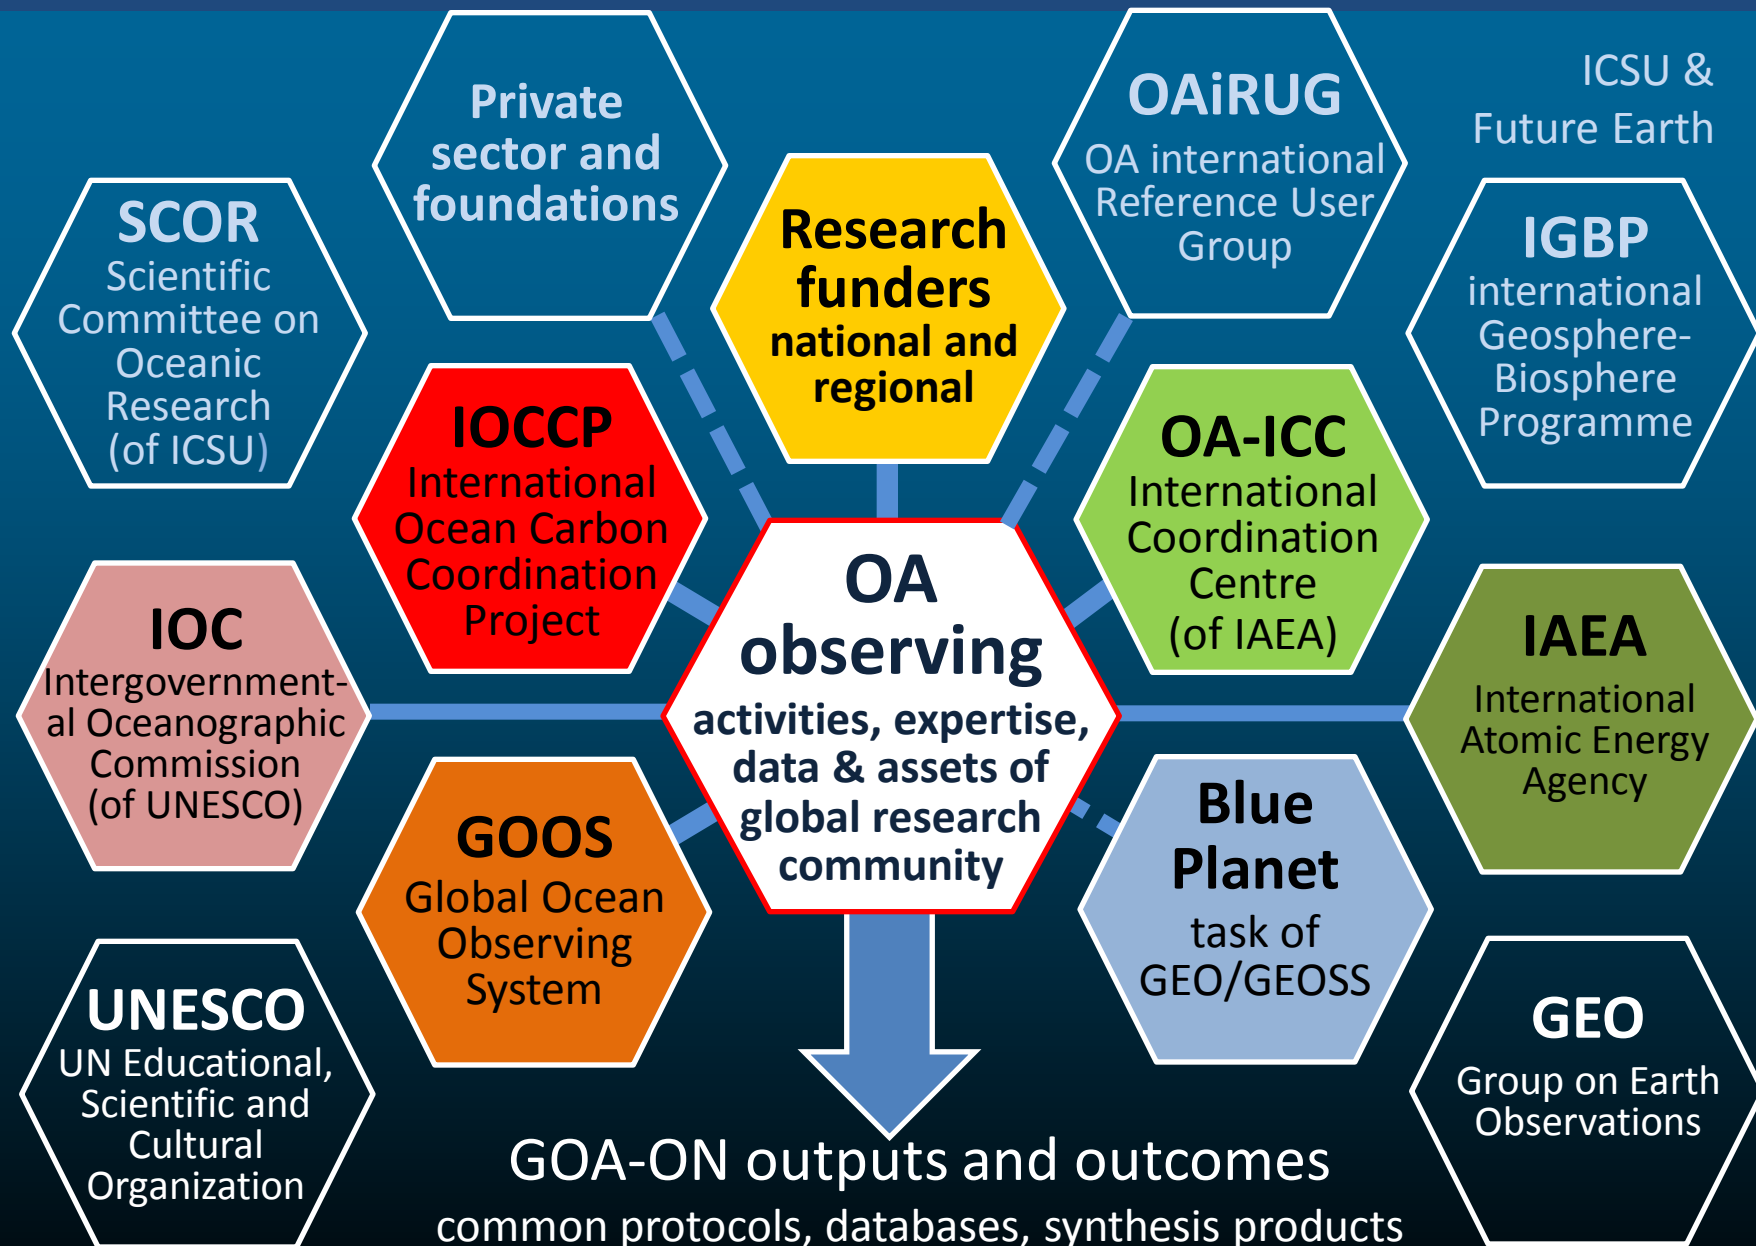 Private
sector and
foundations
OAiRUG
OA international
Reference User
Group
ICSU &
Future Earth
SCOR
Scientific
Committee on
Oceanic
Research
(of ICSU)
Research
funders
national and
regional
IGBP
international
Geosphere-
Biosphere
Programme
IOCCP
International
Ocean Carbon
Coordination
Project
OA-ICC
International
Coordination
Centre
(of IAEA)
IOC
Intergovernment-
al Oceanographic
Commission
(of UNESCO)
OA
observing
activities, expertise,
data & assets of
global research
community
IAEA
International
Atomic Energy
Agency
GOOS
Global Ocean
Observing
System
Blue
Planet
task of
GEO/GEOSS
UNESCO
UN Educational,
Scientific and
Cultural
Organization
GEO
Group on Earth
Observations
GOA-ON outputs and outcomes
common protocols, databases, synthesis products